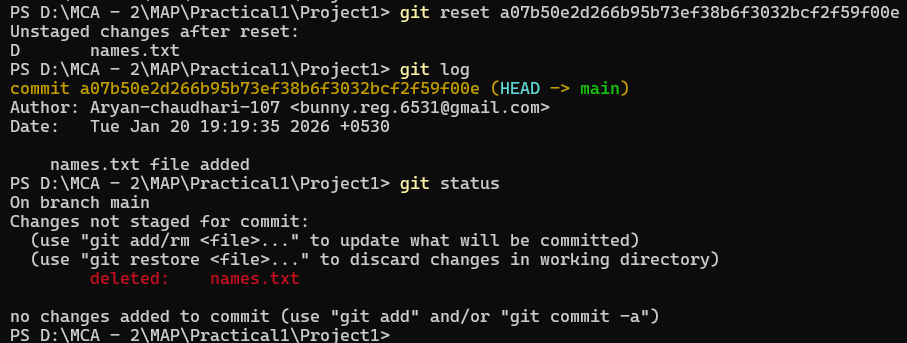 PS D:\MCA - 2\MAP\Practical1\Project1> git reset a07b50e2d266b95b73ef38b6f3032bcf2f59f00e
Unstaged changes after reset:
D       names.txt
PS D:\MCA - 2\MAP\Practical1\Project1> git log
commit a07b50e2d266b95b73ef38b6f3032bcf2f59f00e (HEAD -> main)
Author: Aryan-chaudhari-107 <bunny.reg.6531@gmail.com>
Date:   Tue Jan 20 19:19:35 2026 +0530
    names.txt file added
PS D:\MCA - 2\MAP\Practical1\Project1> git status
On branch main
Changes not staged for commit:
  (use "git add/rm <file>..." to update what will be committed)
  (use "git restore <file>..." to discard changes in working directory)
        deleted:    names.txt
no changes added to commit (use "git add" and/or "git commit -a")
PS D:\MCA - 2\MAP\Practical1\Project1>